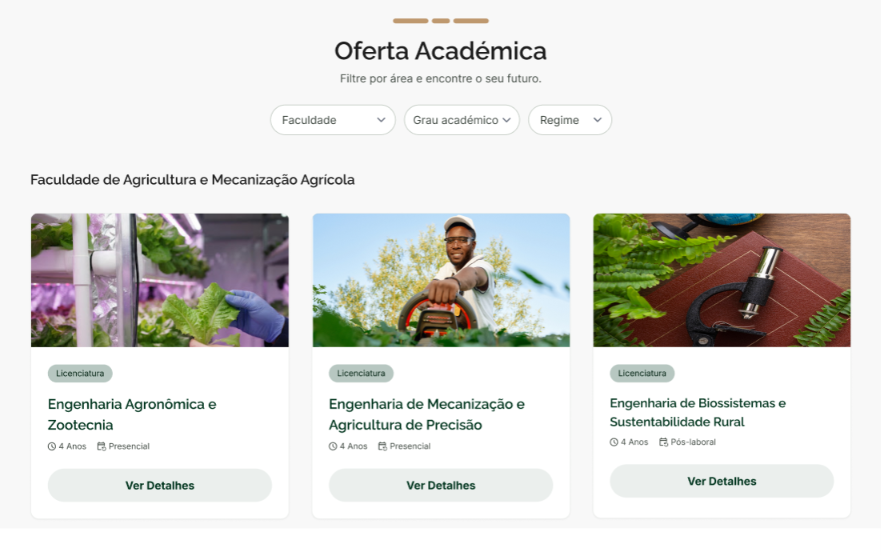 Oferta Académica
Filtre por área e encontre o seu futuro.
Faculdade
Grau académico
Regime
Faculdade de Agricultura e Mecanização Agrícola
Licenciatura
Engenharia Agronômica e
Zootecnia
4 Anos Presencial
Ver Detalhes
Licenciatura
Engenharia de Mecanização e
Agricultura de Precisão
4 Anos Presencial
Ver Detalhes
Licenciatura
Engenharia de Biossistemas e
Sustentabilidade Rural
4 Anos Pós-laboral
Ver Detalhes